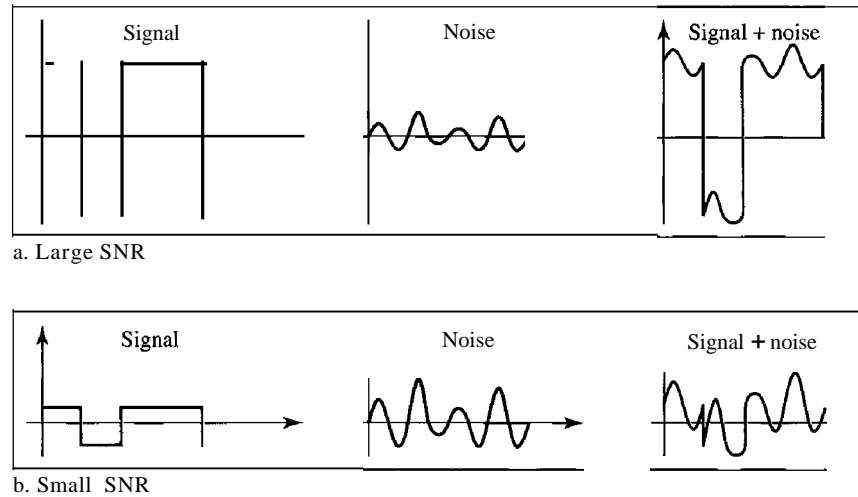 Signal
Noise
Signal + noise
a. Large SNR
Signal
Noise
Signal + noise
b. Small SNR